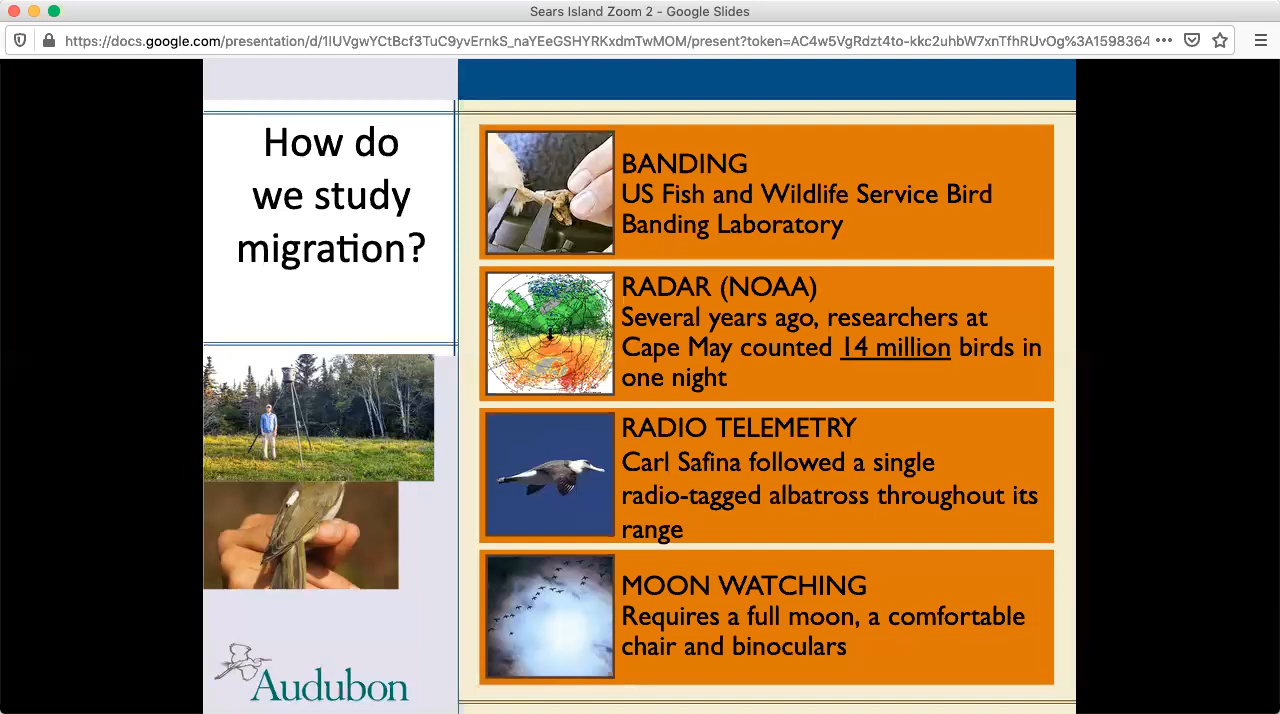 Sears Island Zoom 2 - Google Slides
https://docs.google.com/presentation/d/1IUVgwYCtBcf3TuC9yvErnkS_naYEeGSHYRKxdmTwMOM/present?token=AC4w5VgRdzt4to-kkc2uhbW7xnTfhRUvOg%3A1598364
How do
we study
migration?
BANDING
US Fish and Wildlife Service Bird
Banding Laboratory
RADAR (NOAA)
Several years ago, researchers at
Cape May counted 14 million birds in
one night
RADIO TELEMETRY
Carl Safina followed a single
radio-tagged albatross throughout its
range
MOON WATCHING
Requires a full moon, a comfortable
chair and binoculars
Audubon